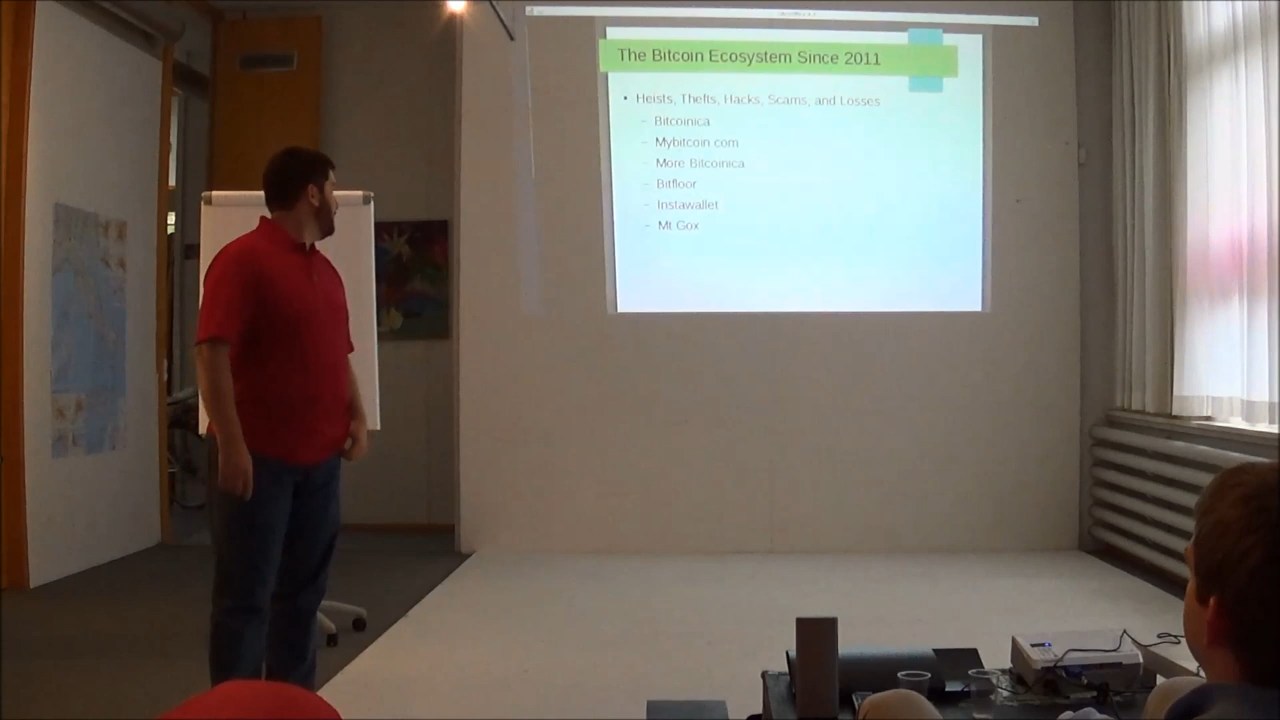 The Bitcoin Ecosystem Since 2011
• Heists, Thefts, Hacks, Scams, and Losses
– Bitcoinica
– Mybitcoin.com
– More Bitcoinica
– Bitfloor
– Instawallet
– Mt Gox